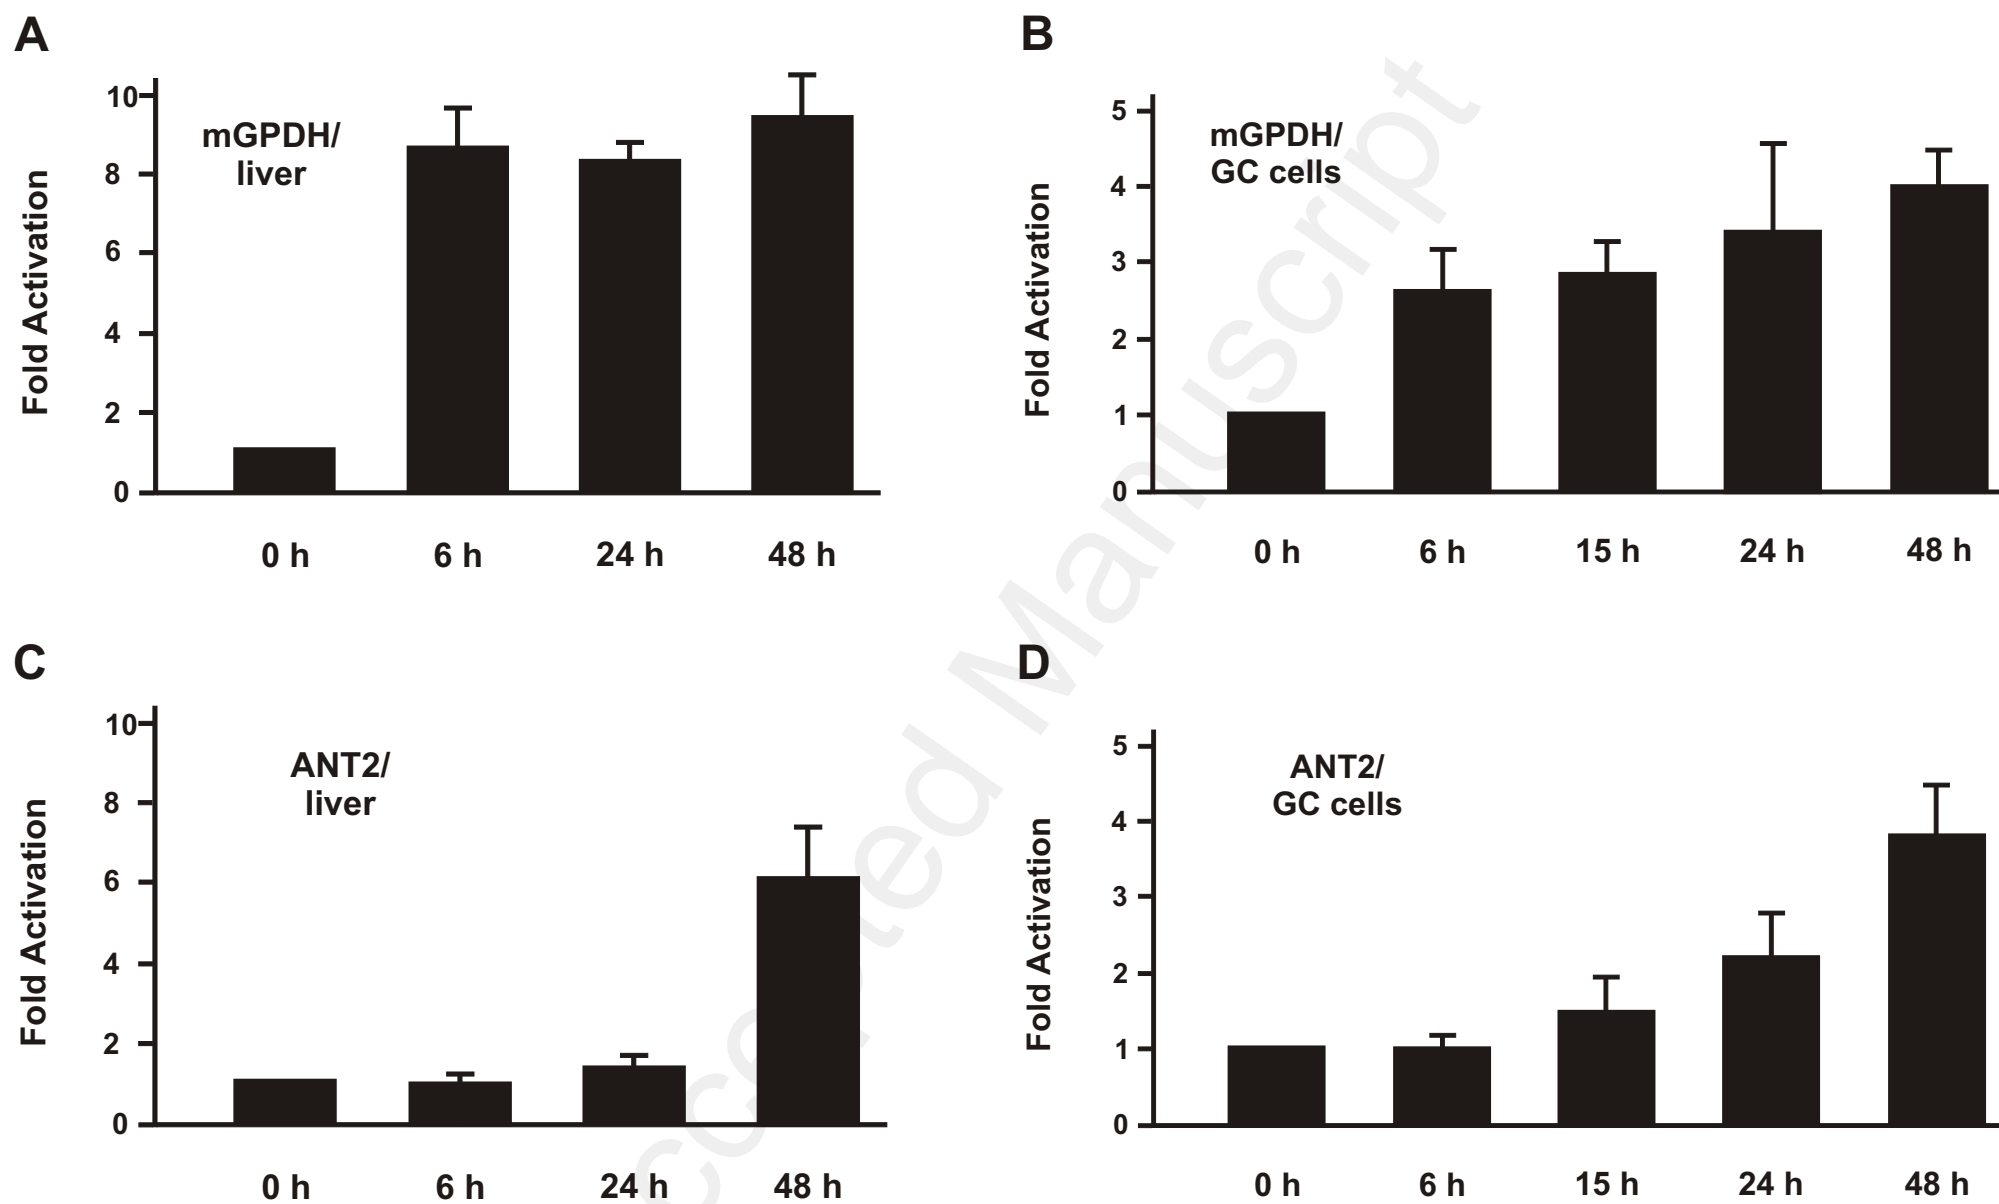 A
Fold Activation
10
8
6
4
2
0
mGPDH/
liver
0 h 6 h 24 h 48 h
B
Fold Activation
5
4
3
2
1
0
mGPDH/
GC cells
0 h 6 h 15 h 24 h 48 h
C
Fold Activation
10
8
6
4
2
0
ANT2/
liver
0 h 6 h 24 h 48 h
D
Fold Activation
5
4
3
2
1
0
ANT2/
GC cells
0 h 6 h 15 h 24 h 48 h
Manuscript